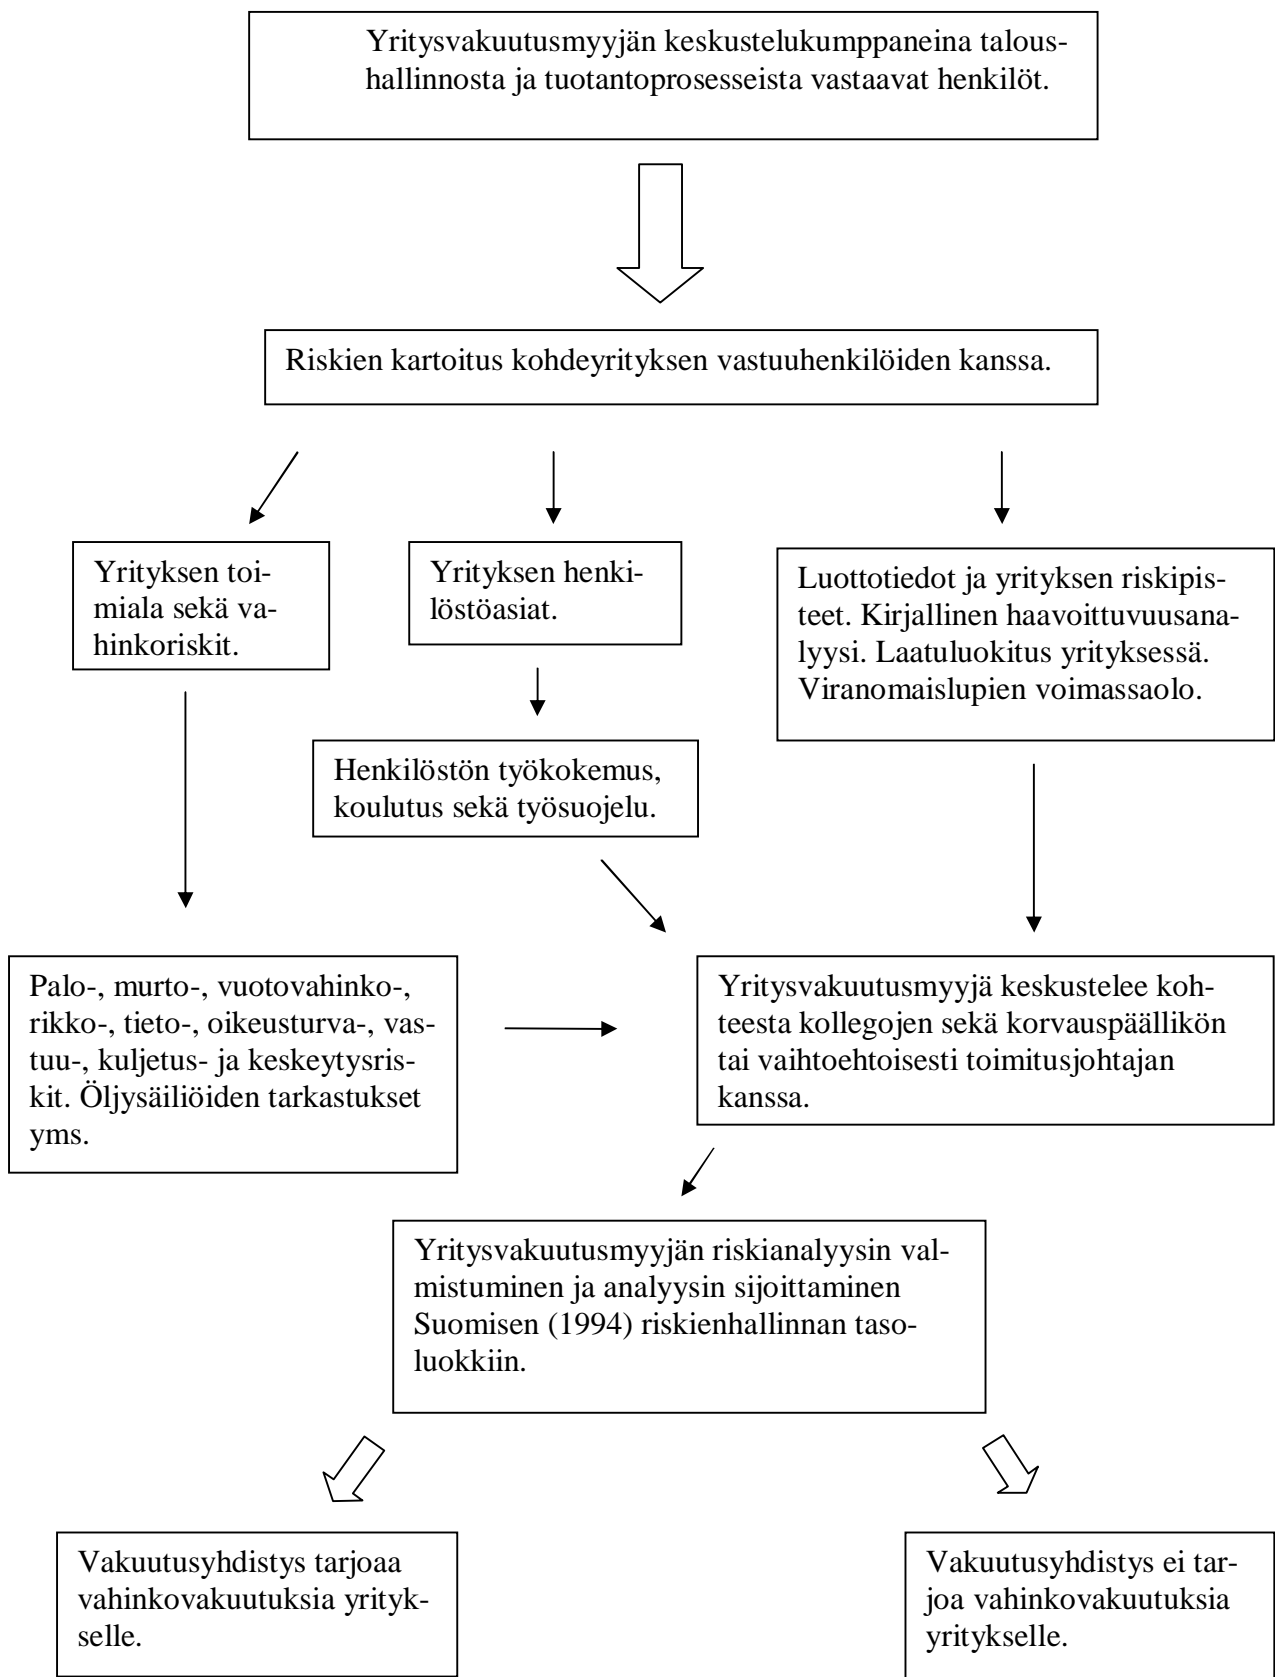 Yritysvakuutusmyyjän keskustelukumppaneina talous-
hallinnosta ja tuotantoprosesseista vastaavat henkilöt.
Riskien kartoitus kohdeyrityksen vastuuhenkilöiden kanssa.
Yrityksen toi-
miala sekä va-
hinkoriskit.
Yrityksen henki-
löstöasiat.
Luottotiedot ja yrityksen riskipis-
teet. Kirjallinen haavoittuvuusana-
lyysi. Laatuluokitus yrityksessä.
Viranomaislupien voimassaolo.
Henkilöstön työkokemus,
koulutus sekä työsuojelu.
Palo-, murto-, vuotovahinko-,
rikko-, tieto-, oikeusturva-, vas-
tuu-, kuljetus- ja keskeytysris-
kit. Öljysäiliöiden tarkastukset
yms.
Yritysvakuutusmyyjä keskustelee koh-
teesta kollegojen sekä korvauspäällikön
tai vaihtoehtoisesti toimitusjohtajan
kanssa.
Yritysvakuutusmyyjän riskianalyysin val-
mistuminen ja analyysin sijoittaminen
Suomisen (1994) riskienhallinnan taso-
luokkiin.
Vakuutusyhdistys tarjoaa
vahinkovakuutuksia yrityk-
selle.
Vakuutusyhdistys ei tar-
joa vahinkovakuutuksia
yritykselle.